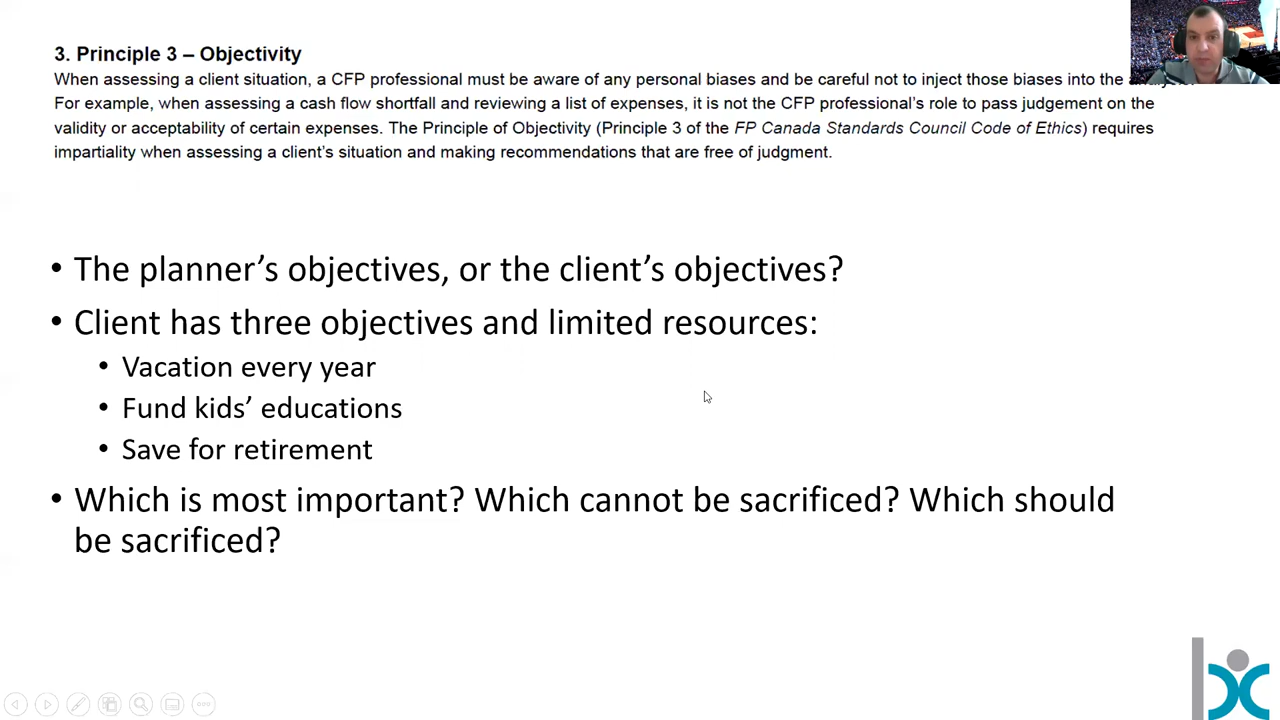 3. Principle 3 – Objectivity
When assessing a client situation, a CFP professional must be aware of any personal biases and be careful not to inject those biases into the
For example, when assessing a cash flow shortfall and reviewing a list of expenses, it is not the CFP professional's role to pass judgement on the
validity or acceptability of certain expenses. The Principle of Objectivity (Principle 3 of the FP Canada Standards Council Code of Ethics) requires
impartiality when assessing a client's situation and making recommendations that are free of judgment.
• The planner's objectives, or the client's objectives?
• Client has three objectives and limited resources:
• Vacation every year
• Fund kids' educations
• Save for retirement
• Which is most important? Which cannot be sacrificed? Which should
be sacrificed?